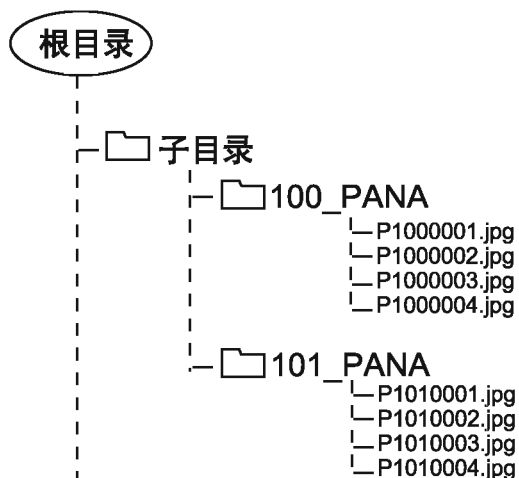 根目录
子目录
100_PANA
P1000001.jpg
P1000002.jpg
P1000003.jpg
P1000004.jpg
101_PANA
P1010001.jpg
P1010002.jpg
P1010003.jpg
P1010004.jpg